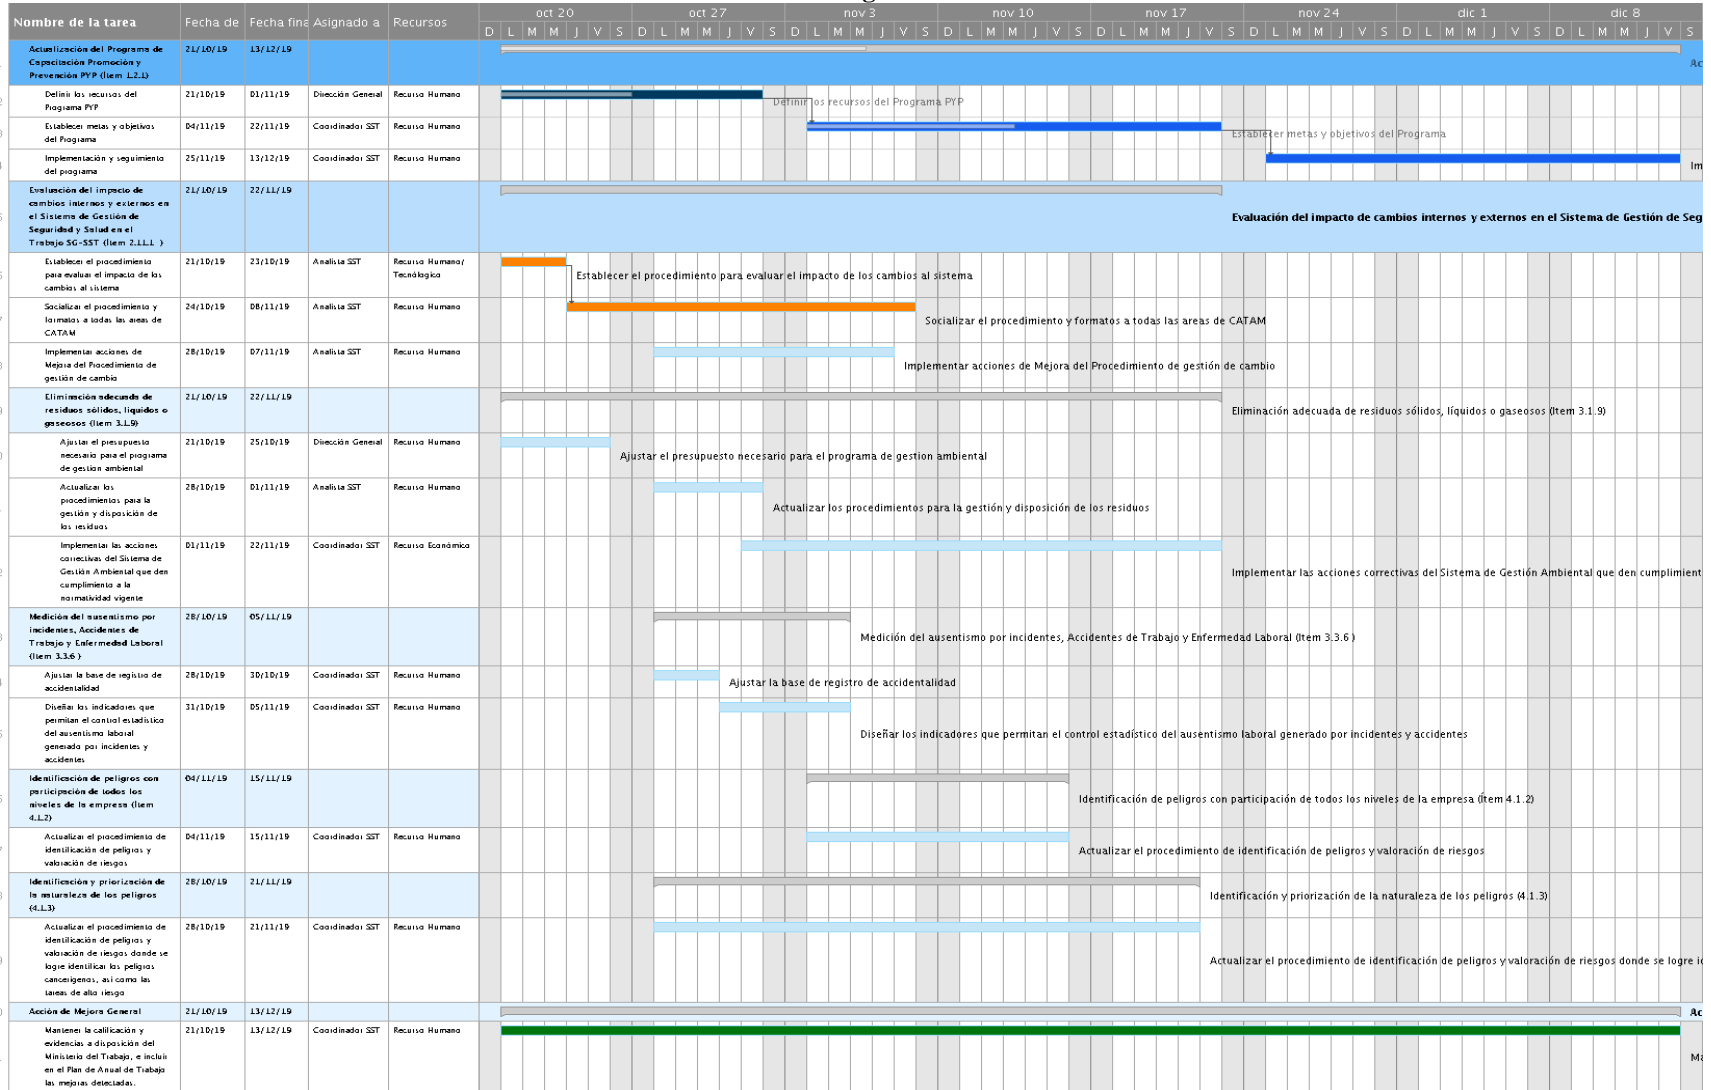 Nombre de la tarea Fecha de Fecha fina Asignado a Recursos
oct 20 oct 27 nov 3 nov 10 nov 17 nov 24 dic 1 dic 8
D L M M J V S D L M M J V S D L M M J V S D L M M J V S D L M M J V S D L M M J V S D L M M J V S D L M M J V S
Actualización del Programa de 21/10/19 13/12/19
Capacitación Promoción y
Prevención PYP (Ítem 1.2.1)
Ac
Definir los recursos del 21/10/19 01/11/19 Dirección General Recurso Humano
Programa PYP
Definir los recursos del Programa PYP
Establecer metas y objetivos 04/11/19 22/11/19 Coordinador SST Recurso Humano
del Programa
Establecer metas y objetivos del Programa
Implementación y seguimiento 25/11/19 13/12/19 Coordinador SST Recurso Humano
del programa
Im
Evaluación del impacto de 21/10/19 22/11/19
cambios internos y externos en
el Sistema de Gestión de
Seguridad y Salud en el
Trabajo SG-SST (Ítem 2.11.1 )
Evaluación del impacto de cambios internos y externos en el Sistema de Gestión de Seg
Establecer el procedimiento 21/10/19 23/10/19 Analista SST Recurso Humano/
para evaluar el impacto de los Tecnólogico
cambios al sistema
Establecer el procedimiento para evaluar el impacto de los cambios al sistema
Socializar el procedimiento y 24/10/19 08/11/19 Analista SST Recurso Humano
formatos a todas las areas de
CATAM
Socializar el procedimiento y formatos a todas las areas de CATAM
Implementar acciones de 28/10/19 07/11/19 Analista SST Recurso Humano
Mejora del Procedimiento de
gestión de cambio
Implementar acciones de Mejora del Procedimiento de gestión de cambio
Eliminación adecuada de 21/10/19 22/11/19
residuos sólidos, líquidos o
gaseosos (Item 3.1.9)
Eliminación adecuada de residuos sólidos, líquidos o gaseosos (Item 3.1.9)
Ajustar el presupuesto 21/10/19 25/10/19 Dirección General Recurso Humano
necesario para el programa
de gestion ambiental
Ajustar el presupuesto necesario para el programa de gestion ambiental
Actualizar los 28/10/19 01/11/19 Analista SST Recurso Humano
procedimientos para la
gestión y disposición de
los residuos
Actualizar los procedimientos para la gestión y disposición de los residuos
Implementar las acciones 01/11/19 22/11/19 Coordinador SST Recurso Económico
correctivas del Sistema de
Gestión Ambiental que den
cumplimiento a la
normatividad vigente
Implementar las acciones correctivas del Sistema de Gestión Ambiental que den cumplimient
Medición del ausentismo por 28/10/19 05/11/19
incidentes, Accidentes de
Trabajo y Enfermedad Laboral
(Item 3.3.6 )
Medición del ausentismo por incidentes, Accidentes de Trabajo y Enfermedad Laboral (Item 3.3.6 )
Ajustar la base de registro de 28/10/19 30/10/19 Coordinador SST Recurso Humano
accidentalidad
Ajustar la base de registro de accidentalidad
Diseñar los indicadores que 31/10/19 05/11/19 Coordinador SST Recurso Humano
permitan el control estadístico
del ausentismo laboral
generado por incidentes y
accidentes
Diseñar los indicadores que permitan el control estadístico del ausentismo laboral generado por incidentes y accidentes
Identificación de peligros con 04/11/19 15/11/19
participación de todos los
niveles de la empresa (Ítem
4.1.2)
Identificación de peligros con participación de todos los niveles de la empresa (Ítem 4.1.2)
Actualizar el procedimiento de 04/11/19 15/11/19 Coordinador SST Recurso Humano
identificación de peligros y
valoración de riesgos
Actualizar el procedimiento de identificación de peligros y valoración de riesgos
Identificación y priorización de 28/10/19 21/11/19
la naturaleza de los peligros
(4.1.3)
Identificación y priorización de la naturaleza de los peligros (4.1.3)
Actualizar el procedimiento de 28/10/19 21/11/19 Coordinador SST Recurso Humano
identificación de peligros y
valoración de riesgos donde se
logre identificar los peligros
cancerígenos, así como las
tareas de alto riesgo
Actualizar el procedimiento de identificación de peligros y valoración de riesgos donde se logre ic
Acción de Mejora General 21/10/19 13/12/19
Ac
Mantener la calificación y 21/10/19 13/12/19 Coordinador SST Recurso Humano
evidencias a disposición del
Ministerio del Trabajo, e incluir
en el Plan de Anual de Trabajo
las mejoras detectadas.
Ma